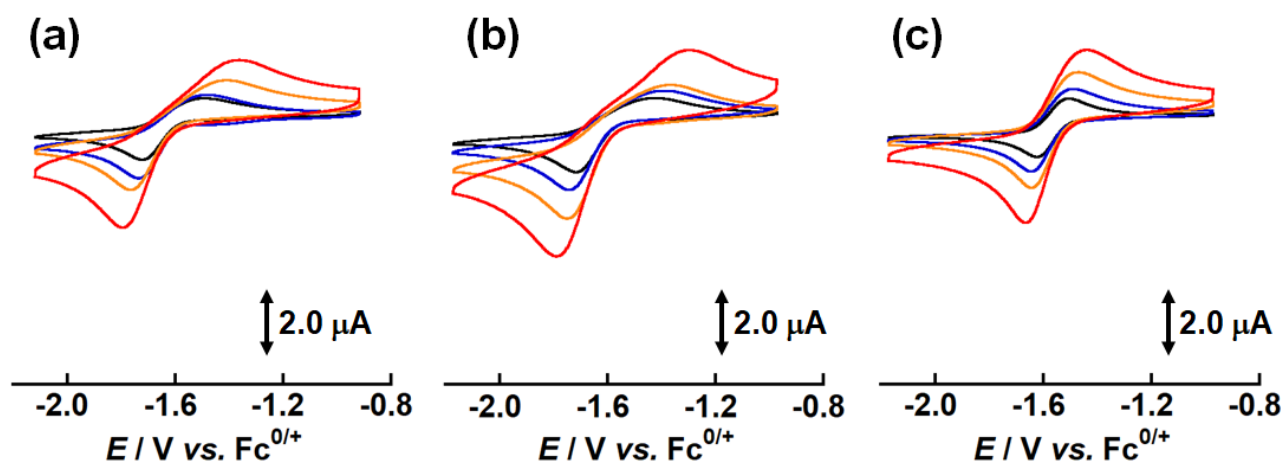 (a) (b) (c)
2.0 μA 2.0 μA 2.0 μA
-2.0 -1.6 -1.2 -0.8 -2.0 -1.6 -1.2 -0.8 -2.0 -1.6 -1.2 -0.8
E / V vs. Fc⁰/⁺ E / V vs. Fc⁰/⁺ E / V vs. Fc⁰/⁺